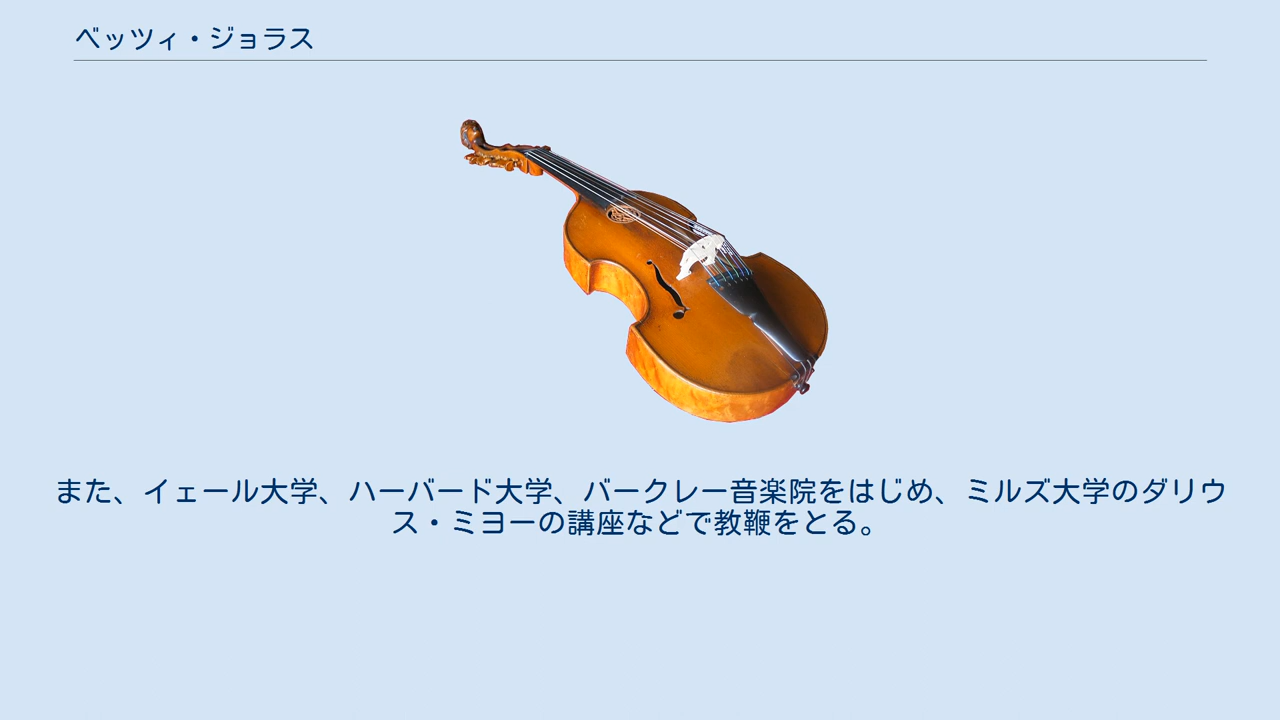 ベッツィ・ジョラス
また、イェール大学、ハーバード大学、バークレー音楽院をはじめ、ミルズ大学のダリウ
ス・ミヨーの講座などで教鞭をとる。